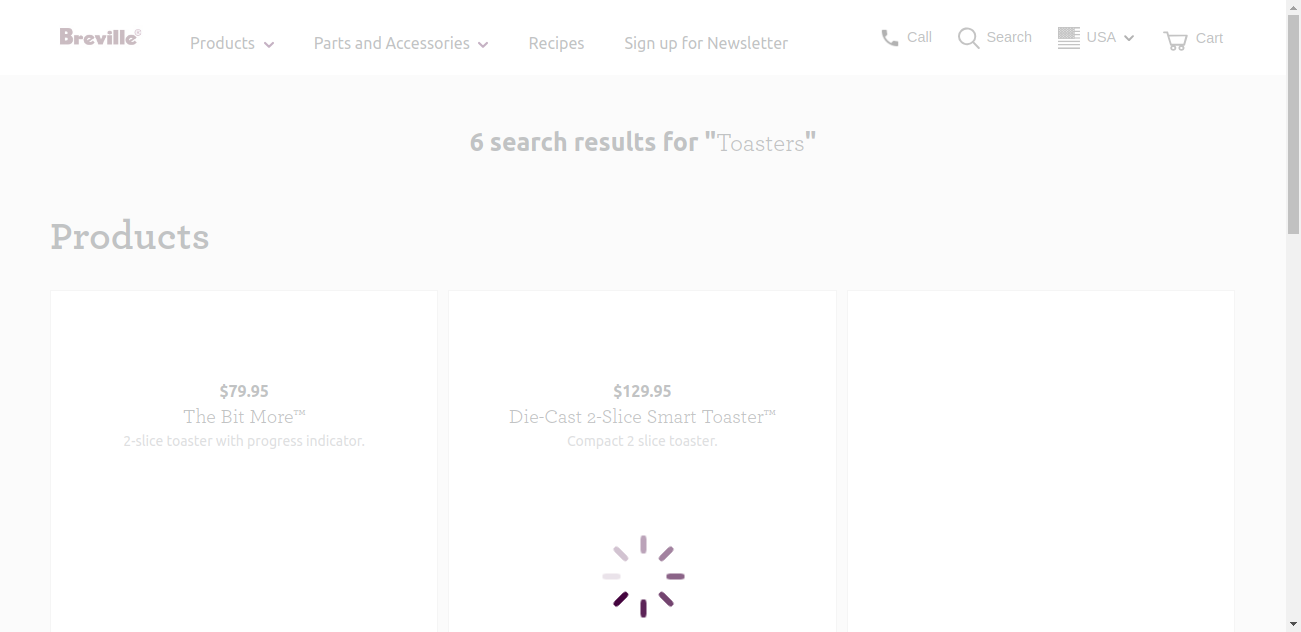 Breville®
Products
Parts and Accessories
Recipes
Sign up for Newsletter
Call
Search
USA
Cart
6 search results for "Toasters"
Products
$79.95
The Bit More™
2-slice toaster with progress indicator.
$129.95
Die-Cast 2-Slice Smart Toaster™
Compact 2 slice toaster.